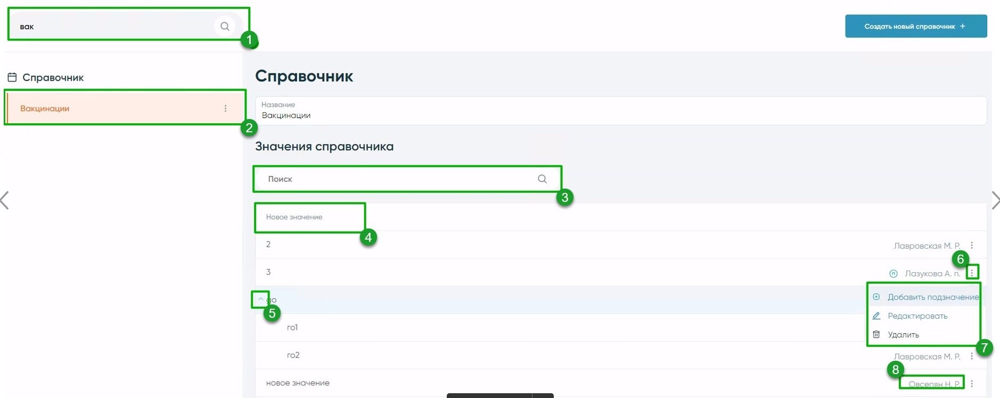 вак
1
Создать новый справочник +
Справочник
Вакцинации
2
Справочник
Название
Вакцинации
Значения справочника
Поиск
3
Новое значение
4
2
Лавровская М. Р.
6
3
п Лазукова А. п.
go
5
Добавить подзначение
Редактировать
Удалить
7
го1
го2
Лавровская М. Р.
8
новое значение
Овсепян Н. Р.